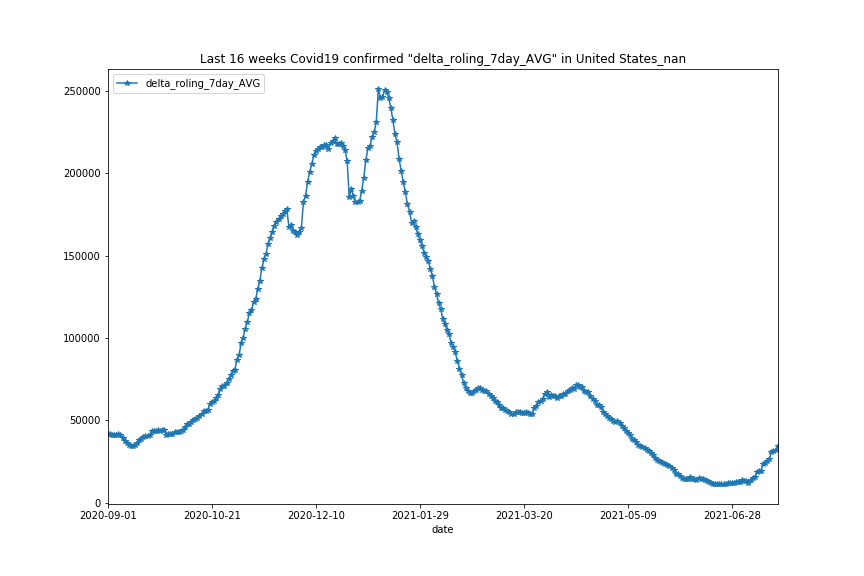 Last 16 weeks Covid19 confirmed "delta_roling_7day_AVG" in United States_nan
delta_roling_7day_AVG
250000
200000
150000
100000
50000
0
2020-09-01 2020-10-21 2020-12-10 2021-01-29 2021-03-20 2021-05-09 2021-06-28
date